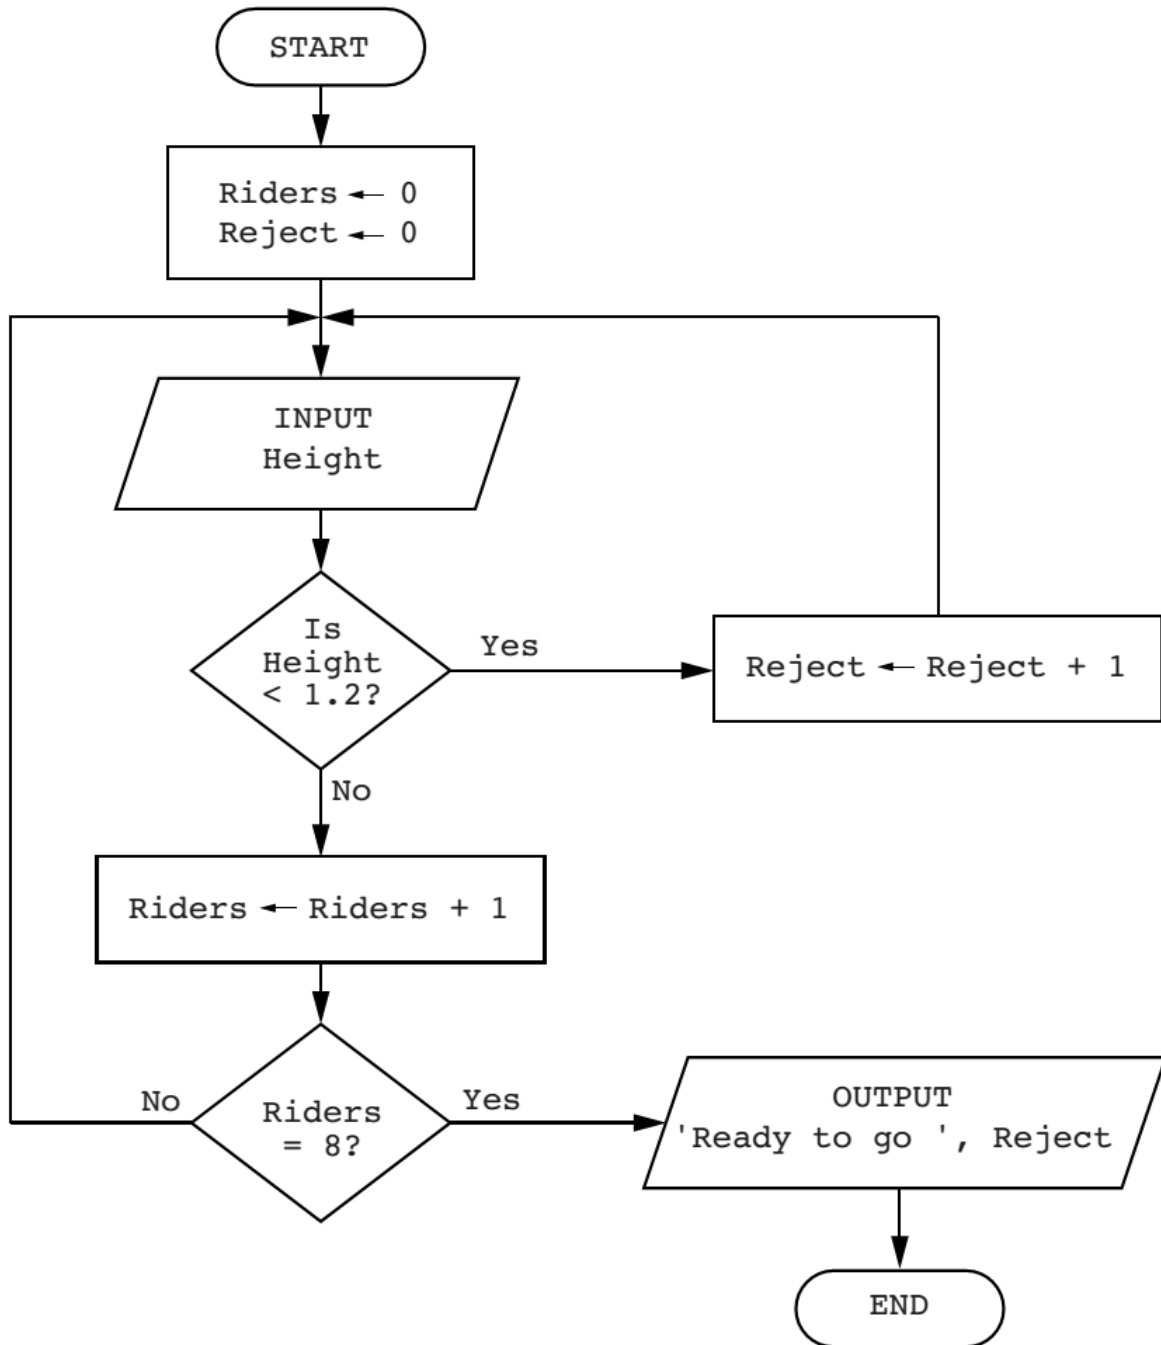 START
Riders ← 0
Reject ← 0
INPUT
Height
Is
Height
< 1.2?
Yes
Reject ← Reject + 1
No
Riders ← Riders + 1
Riders
= 8?
No
Yes
OUTPUT
'Ready to go ', Reject
END